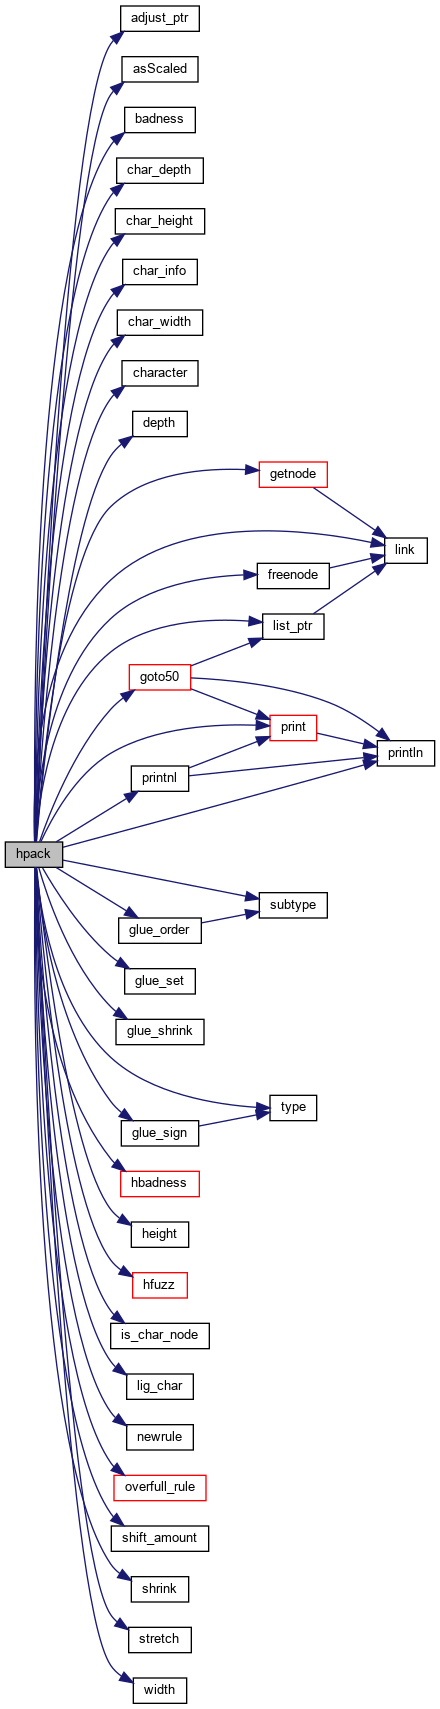 adjust_ptr
asScaled
badness
char_depth
char_height
char_info
char_width
character
depth
getnode
link
freenode
list_ptr
goto50
print
println
printnl
hpack
subtype
glue_order
glue_set
glue_shrink
type
glue_sign
hbadness
height
hfuzz
is_char_node
lig_char
newrule
overfull_rule
shift_amount
shrink
stretch
width